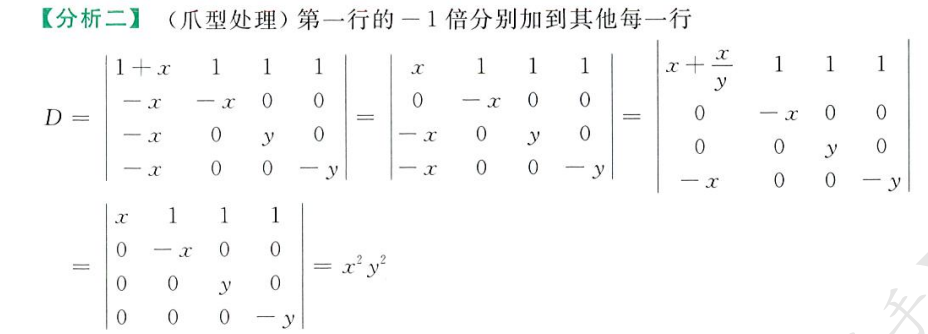 【分析二】（爪型处理）第一行的－1倍分别加到其他每一行
$D=\begin{vmatrix}1+x&1&1&1\\-x&-x&0&0\\-x&0&y&0\\-x&0&0&-y\end{vmatrix}=\begin{vmatrix}x&1&1&1\\0&-x&0&0\\-x&0&y&0\\-x&0&0&-y\end{vmatrix}=\begin{vmatrix}x+\dfrac{x}{y}&1&1&1\\0&-x&0&0\\0&0&y&0\\-x&0&0&-y\end{vmatrix}$
$=\begin{vmatrix}x&1&1&1\\0&-x&0&0\\0&0&y&0\\0&0&0&-y\end{vmatrix}=x^2y^2$